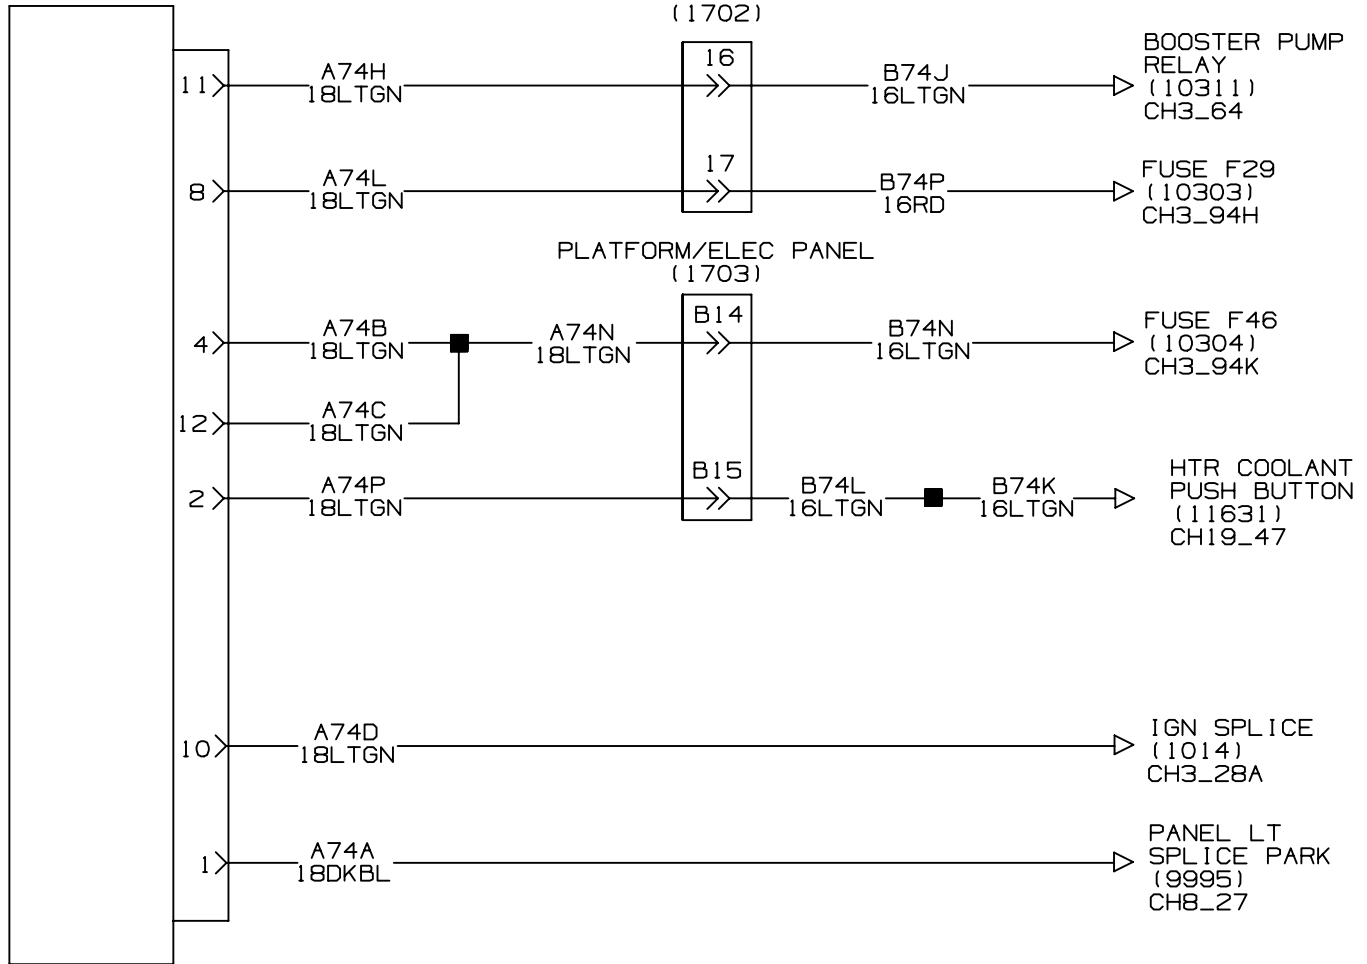 (1702)
11
A74H
18LTGN
16
B74J
16LTGN
BOOSTER PUMP
RELAY
(10311)
CH3_64
8
A74L
18LTGN
17
B74P
16RD
FUSE F29
(10303)
CH3_94H
PLATFORM/ELEC PANEL
(1703)
4
A74B
18LTGN
A74N
18LTGN
B14
B74N
16LTGN
FUSE F46
(10304)
CH3_94K
12
A74C
18LTGN
2
A74P
18LTGN
B15
B74L
16LTGN
B74K
16LTGN
HTR COOLANT
PUSH BUTTON
(11631)
CH19_47
10
A74D
18LTGN
IGN SPLICE
(1014)
CH3_28A
1
A74A
18DKBL
PANEL LT
SPLICE PARK
(9995)
CH8_27